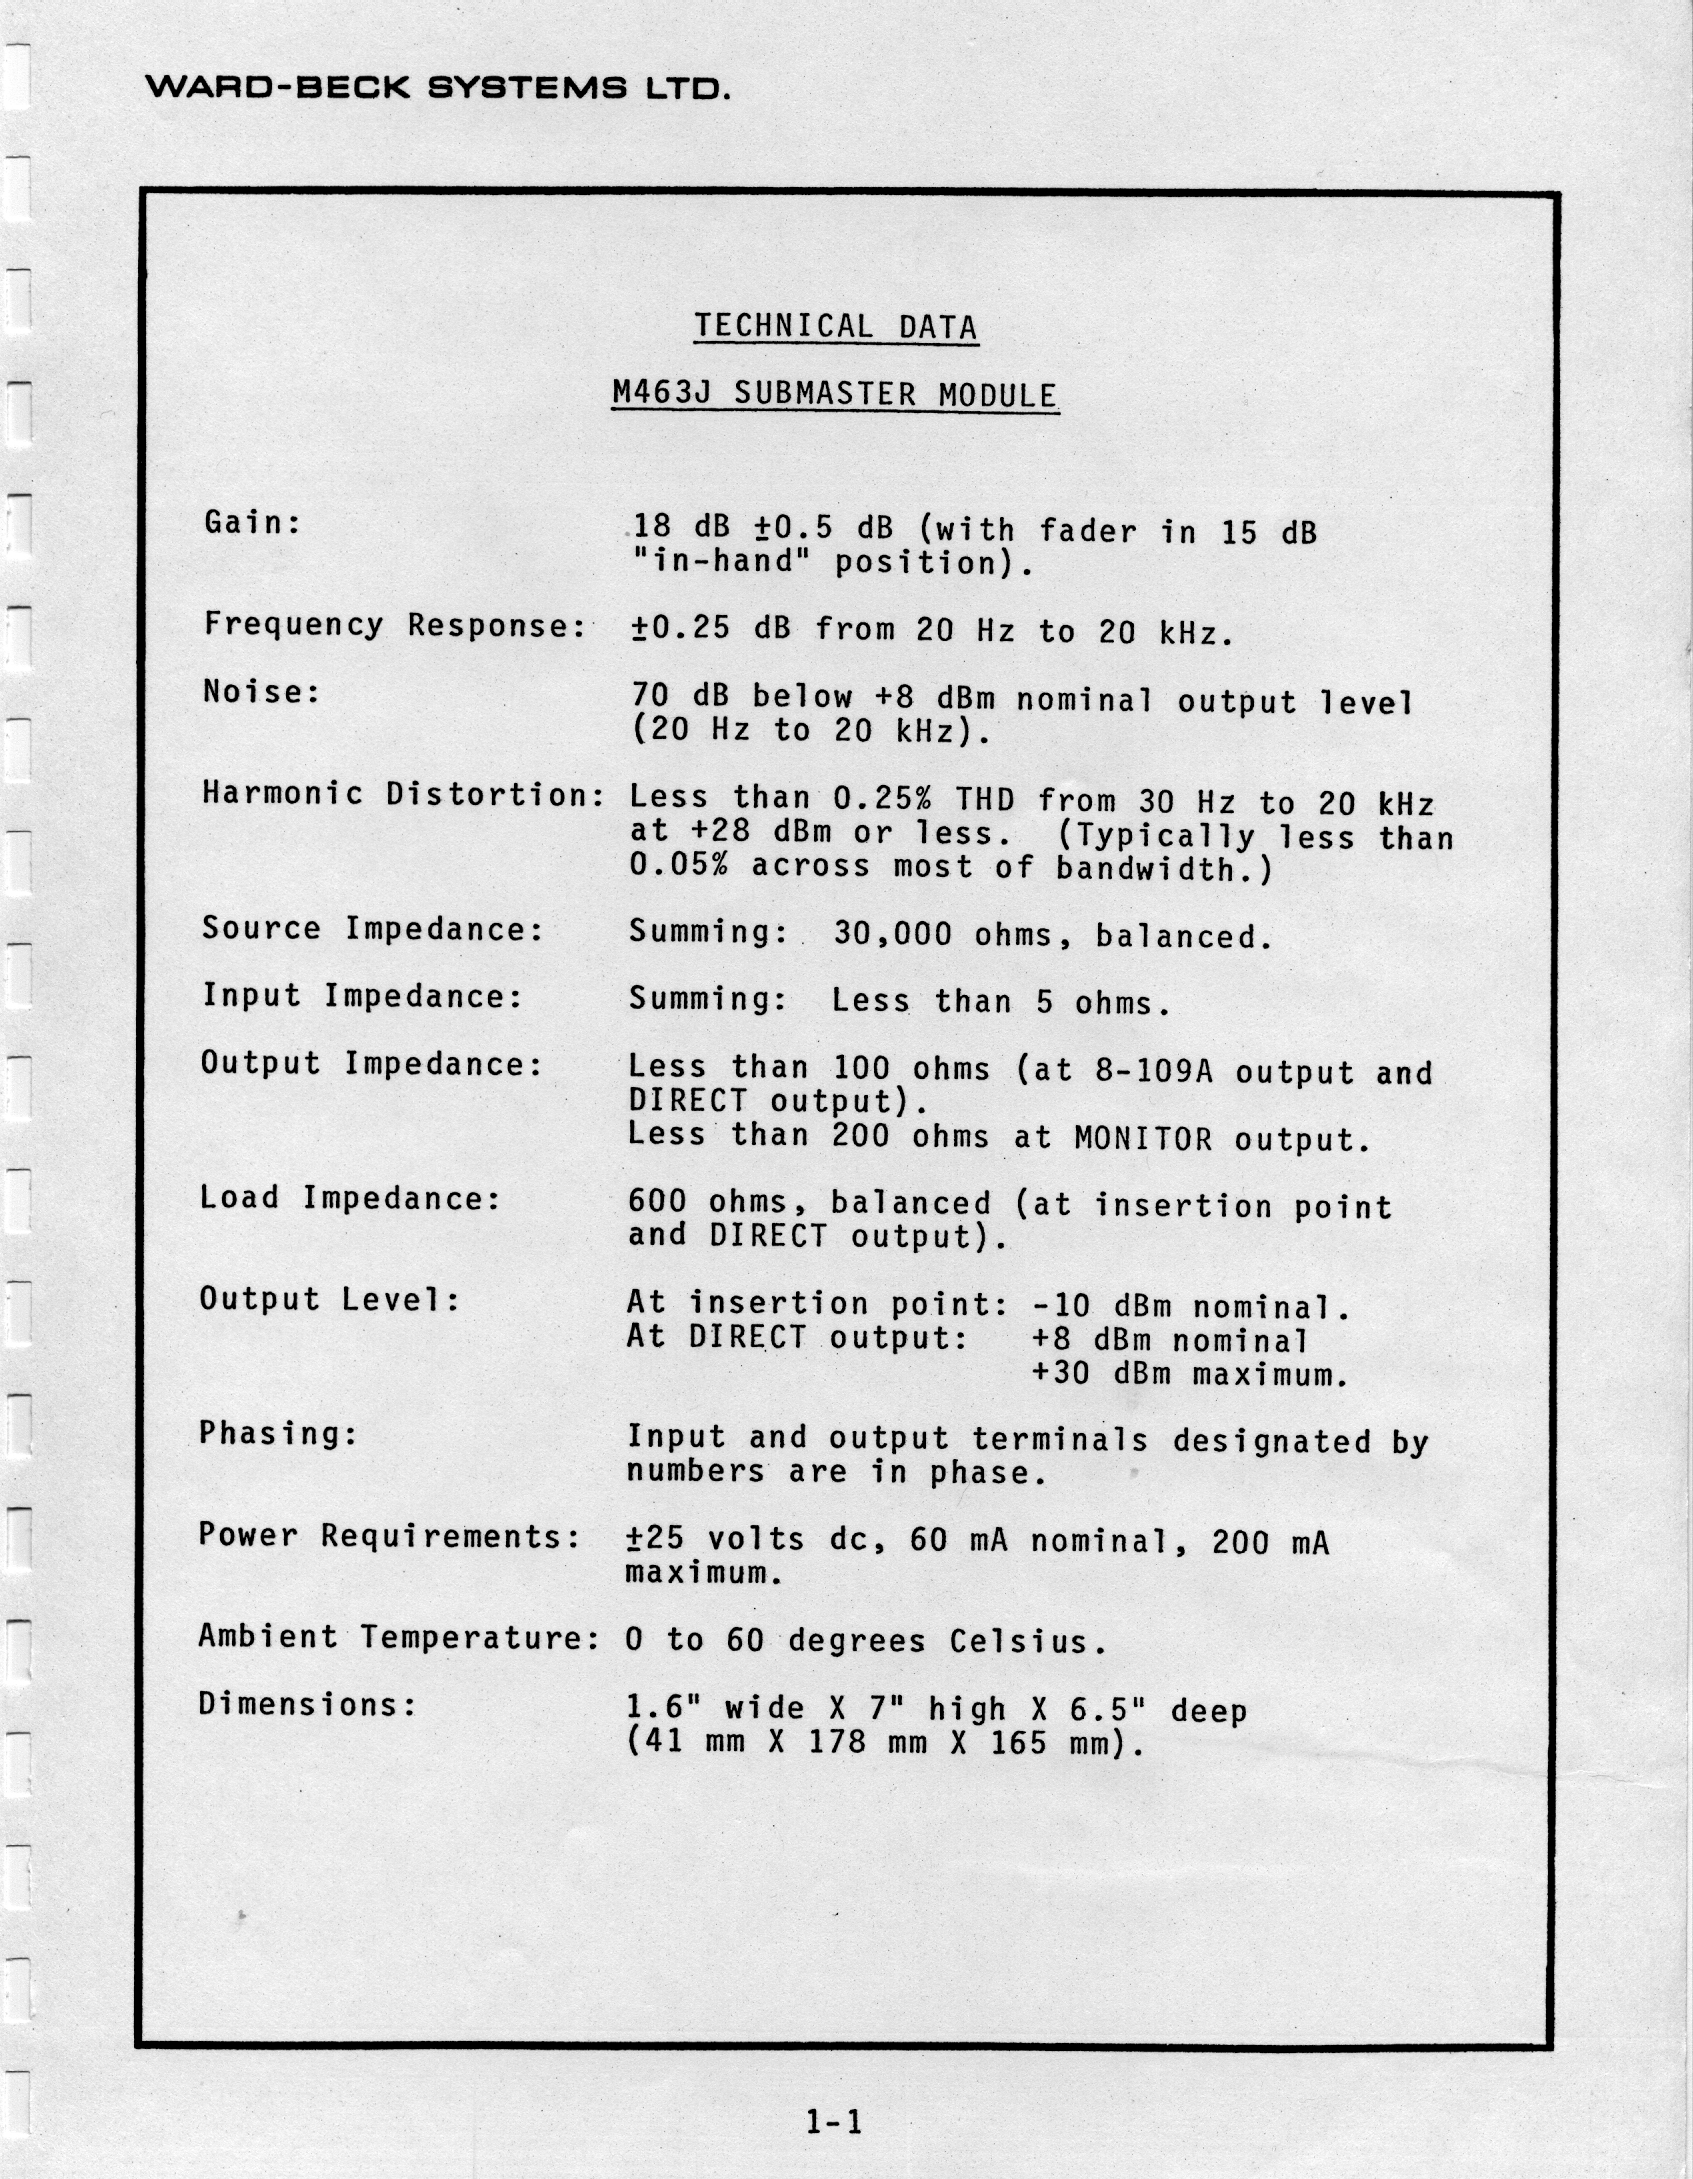 WARD-BECK SYSTEMS LTD.
TECHNICAL DATA
M463J SUBMASTER MODULE
Gain: 18 dB ±0.5 dB (with fader in 15 dB
"in-hand" position).
Frequency Response: ±0.25 dB from 20 Hz to 20 kHz.
Noise: 70 dB below +8 dBm nominal output level
(20 Hz to 20 kHz).
Harmonic Distortion: Less than 0.25% THD from 30 Hz to 20 kHz
at +28 dBm or less. (Typically less than
0.05% across most of bandwidth.)
Source Impedance: Summing: 30,000 ohms, balanced.
Input Impedance: Summing: Less than 5 ohms.
Output Impedance: Less than 100 ohms (at 8-109A output and
DIRECT output).
Less than 200 ohms at MONITOR output.
Load Impedance: 600 ohms, balanced (at insertion point
and DIRECT output).
Output Level: At insertion point: -10 dBm nominal.
At DIRECT output: +8 dBm nominal
+30 dBm maximum.
Phasing: Input and output terminals designated by
numbers are in phase.
Power Requirements: ±25 volts dc, 60 mA nominal, 200 mA
maximum.
Ambient Temperature: 0 to 60 degrees Celsius.
Dimensions: 1.6" wide X 7" high X 6.5" deep
(41 mm X 178 mm X 165 mm).
1-1